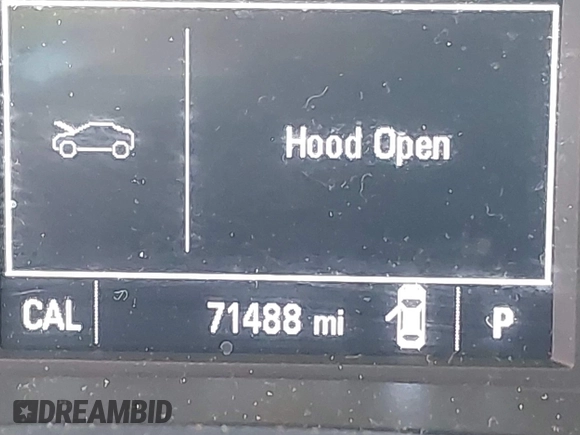 Hood Open
CAL 71488 mi P
DREAMBID